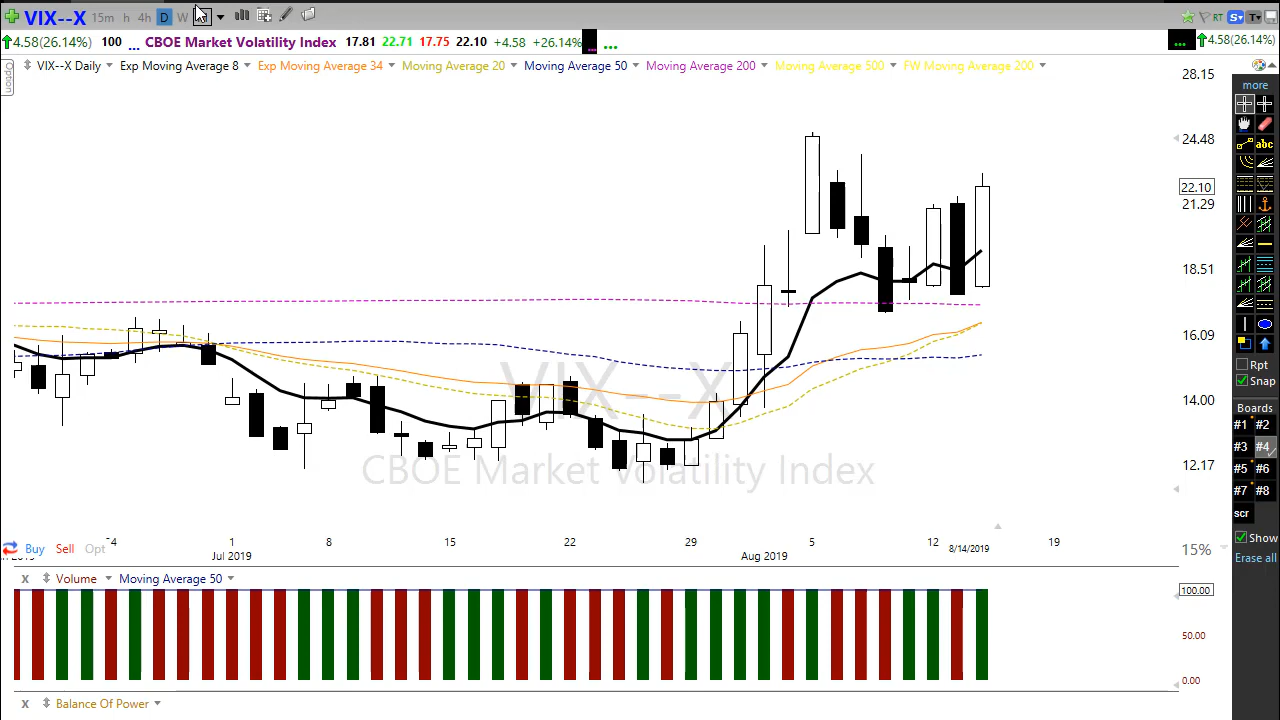 VIX--X 15m h 4h D W RT S T
4.58(26.14%) 100 ... CBOE Market Volatility Index 17.81 22.71 17.75 22.10 +4.58 +26.14% ... ... ... 4.58(26.14%)
Option
VIX--X Daily Exp Moving Average 8 Exp Moving Average 34 Moving Average 20 Moving Average 50 Moving Average 200 Moving Average 500 FW Moving Average 200
28.15
24.48
22.10
21.29
18.51
16.09
14.00
12.17
VIX--X
CBOE Market Volatility Index
more
abc
Rpt
Snap
Boards
#1 #2
#3 #4
#5 #6
#7 #8
scr
Show
Erase all
1 8 15 22 29 5 12 19
Jul 2019 Aug 2019 8/14/2019
Buy Sell Opt
15%
x Volume Moving Average 50
100.00
50.00
0.00
x Balance Of Power